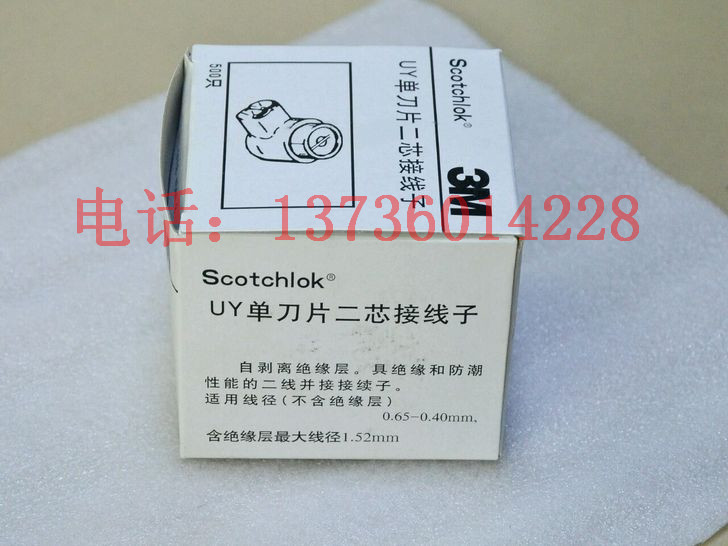 500只
UY单刀片二芯接线子
Scotchlok®
3M
电话：13736014228
Scotchlok®
UY单刀片二芯接线子
自剥离绝缘层。具绝缘和防潮
性能的二线并接接续子。
适用线径(不含绝缘层)
0.65-0.40mm、
含绝缘层最大线径1.52mm